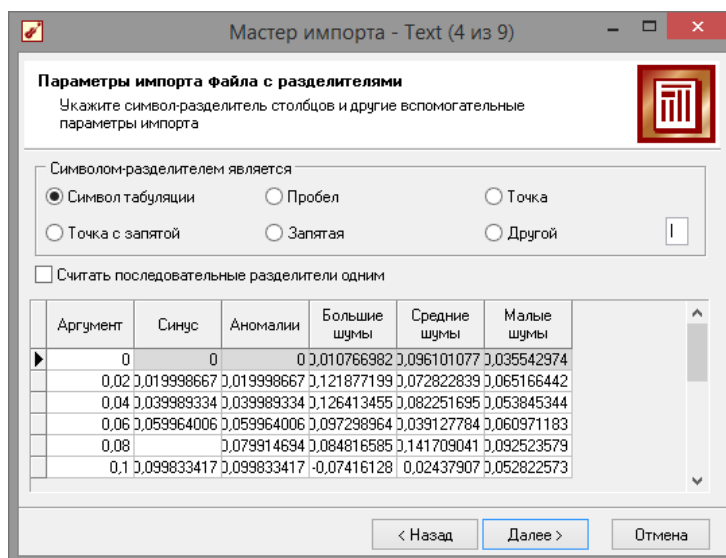 Мастер импорта - Text (4 из 9)
Параметры импорта файла с разделителями
Укажите символ-разделитель столбцов и другие вспомогательные
параметры импорта
Символом-разделителем является
Символ табуляции Пробел Точка
Точка с запятой Запятая Другой |
Считать последовательные разделители одним
Аргумент Синус Аномалии Большие шумы Средние шумы Малые шумы
0 0 0 0,010766982 0,096101077 0,035542974
0,02 0,019998667 0,019998667 0,121877199 0,072822839 0,065166442
0,04 0,039989334 0,039989334 0,126413455 0,082251695 0,053845344
0,06 0,059964006 0,059964006 0,097298964 0,039127784 0,060971183
0,08 0,079914694 0,084816585 0,141709041 0,092523579
0,1 0,099833417 0,099833417 -0,07416128 0,02437907 0,052822573
< Назад Далее > Отмена